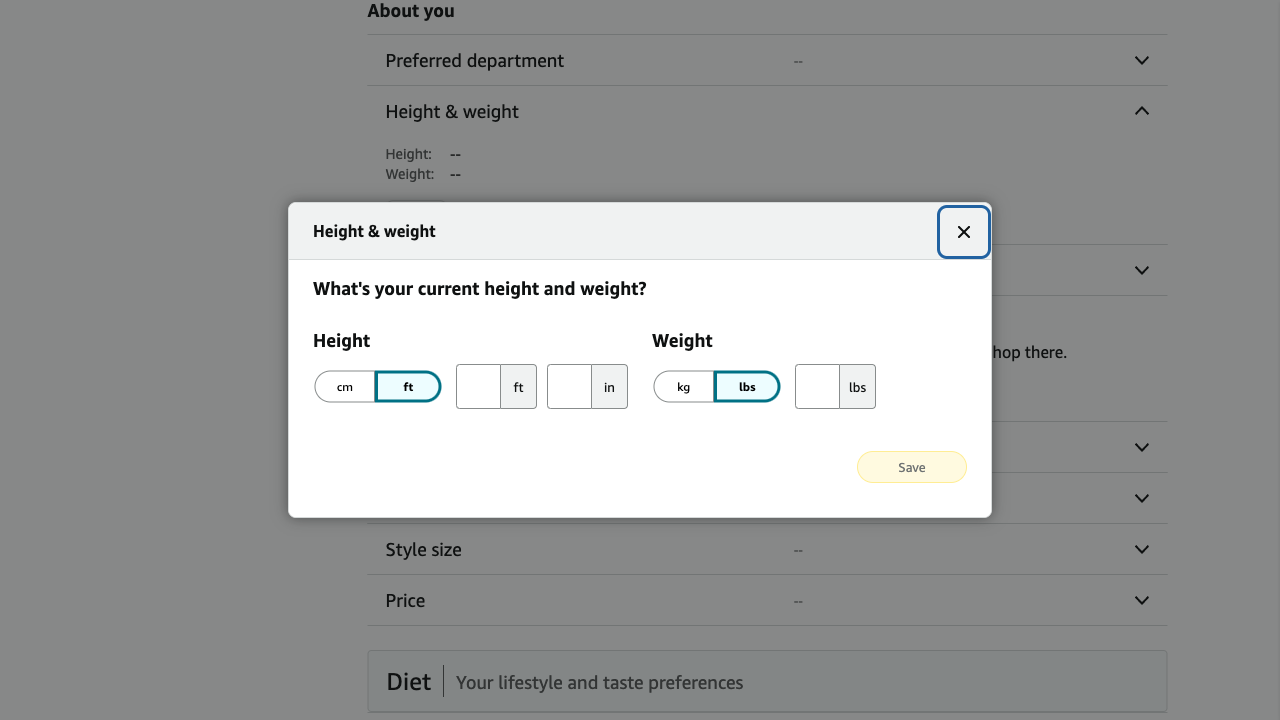 About you
Preferred department --
Height & weight
Height: --
Weight: --
Height & weight
What's your current height and weight?
Height Weight
cm ft ft in kg lbs lbs
hop there.
Save
Style size --
Price --
Diet Your lifestyle and taste preferences